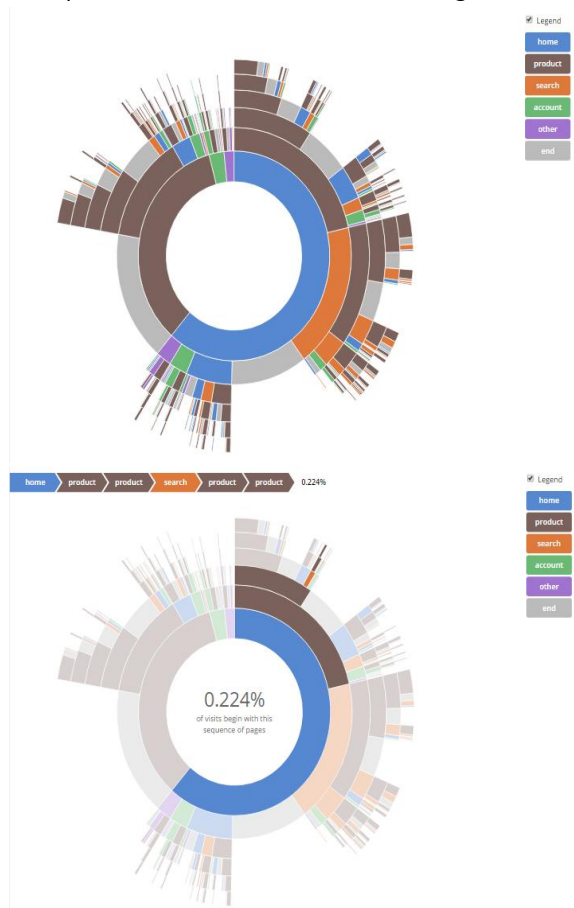 Legend
home
product
search
account
other
end
home product product search product product 0.224%
Legend
home
product
search
account
other
end
0.224%
of visits begin with this
sequence of pages